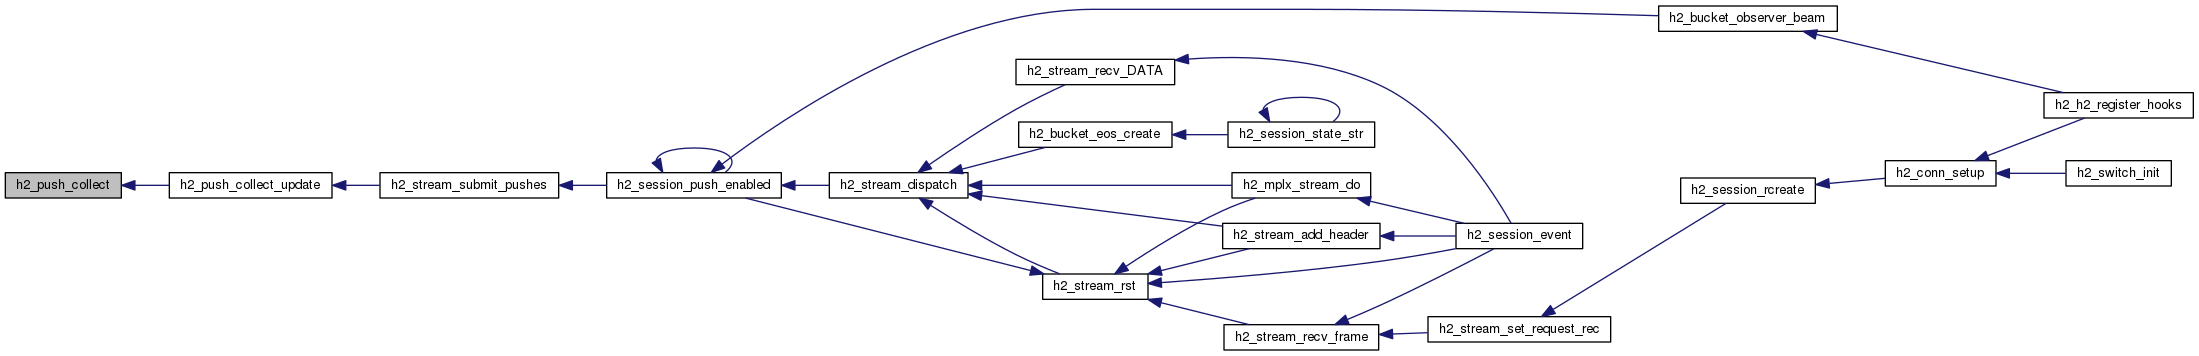 h2_push_collect
h2_push_collect_update
h2_stream_submit_pushes
h2_session_push_enabled
h2_stream_dispatch
h2_stream_recv_DATA
h2_bucket_eos_create
h2_session_state_str
h2_mplx_stream_do
h2_stream_add_header
h2_stream_rst
h2_stream_recv_frame
h2_session_event
h2_stream_set_request_rec
h2_bucket_observer_beam
h2_session_rcreate
h2_conn_setup
h2_h2_register_hooks
h2_switch_init